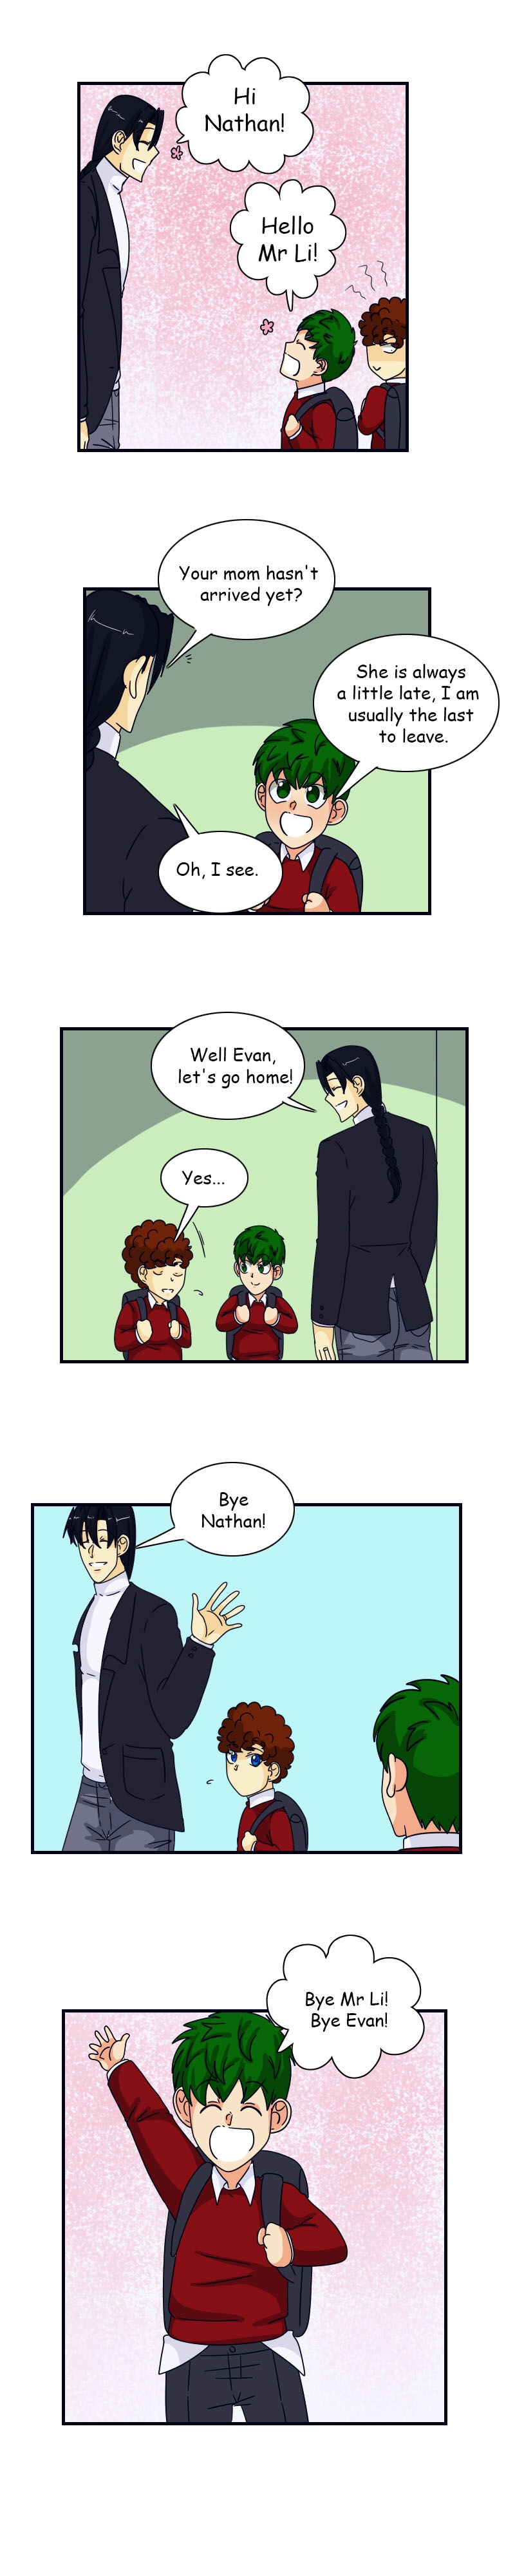 Hi
Nathan!
Hello
Mr Li!
Your mom hasn't
arrived yet?
She is always
a little late, I am
usually the last
to leave.
Oh, I see.
Well Evan,
let's go home!
Yes...
Bye
Nathan!
Bye Mr Li!
Bye Evan!